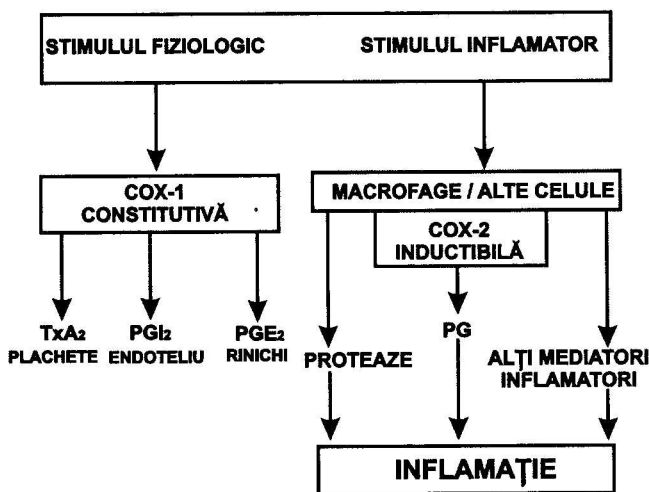 STIMULUL FIZIOLOGIC
STIMULUL INFLAMATOR
COX-1
CONSTITUTIVĂ
MACROFAGE / ALTE CELULE
COX-2
INDUCTIBILĂ
TxA₂
PLACHETE
PGI₂
ENDOTELIU
PGE₂
RINICHI
PROTEAZE
PG
ALȚI MEDIATORI
INFLAMATORI
INFLAMAȚIE